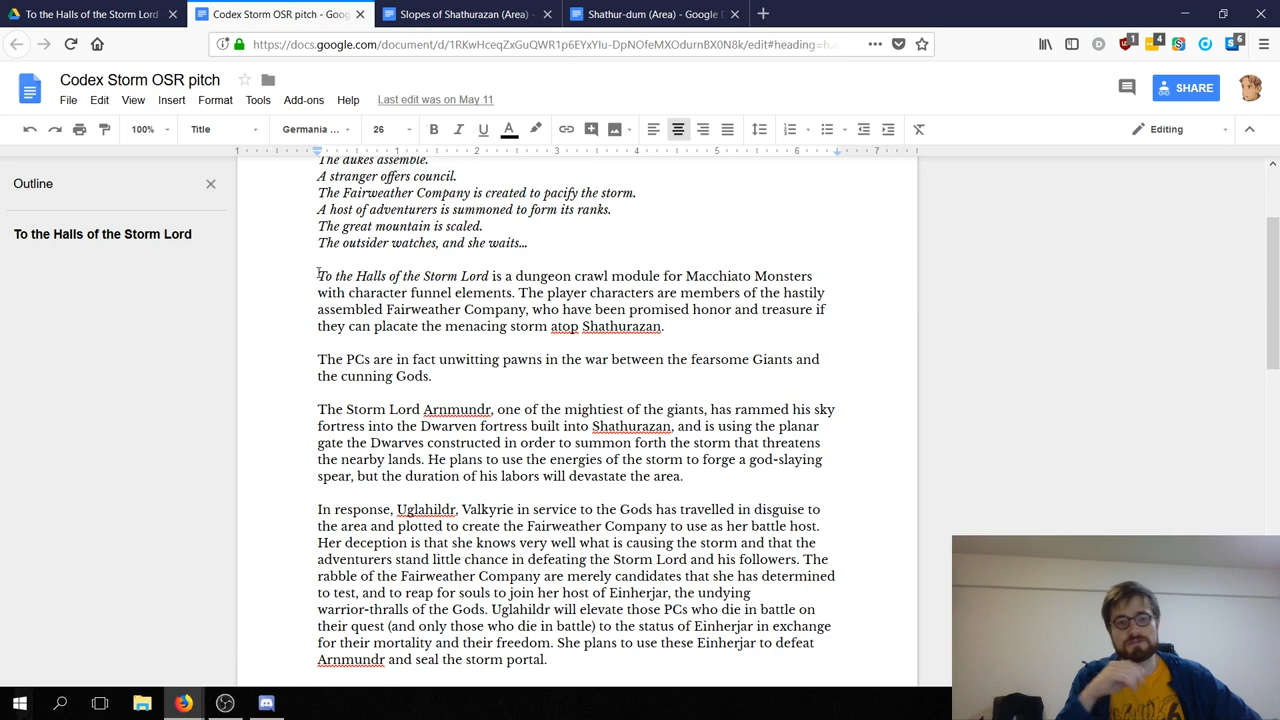 To the Halls of the Storm Lord
Codex Storm OSR pitch - Goog
Slopes of Shathurazan (Area) -
Shathur-dum (Area) - Google D
Codex Storm OSR pitch
File Edit View Insert Format Tools Add-ons Help Last edit was on May 11
SHARE
100% Title Germania ... 26
Editing
1 1 2 3 4 5 6 7
Outline
To the Halls of the Storm Lord
The dukes assemble.
A stranger offers council.
The Fairweather Company is created to pacify the storm.
A host of adventurers is summoned to form its ranks.
The great mountain is scaled.
The outsider watches, and she waits...
To the Halls of the Storm Lord is a dungeon crawl module for Macchiato Monsters
with character funnel elements. The player characters are members of the hastily
assembled Fairweather Company, who have been promised honor and treasure if
they can placate the menacing storm atop Shathurazan.
The PCs are in fact unwitting pawns in the war between the fearsome Giants and
the cunning Gods.
The Storm Lord Arnmundr, one of the mightiest of the giants, has rammed his sky
fortress into the Dwarven fortress built into Shathurazan, and is using the planar
gate the Dwarves constructed in order to summon forth the storm that threatens
the nearby lands. He plans to use the energies of the storm to forge a god-slaying
spear, but the duration of his labors will devastate the area.
In response, Uglahildr, Valkyrie in service to the Gods has travelled in disguise to
the area and plotted to create the Fairweather Company to use as her battle host.
Her deception is that she knows very well what is causing the storm and that the
adventurers stand little chance in defeating the Storm Lord and his followers. The
rabble of the Fairweather Company are merely candidates that she has determined
to test, and to reap for souls to join her host of Einherjar, the undying
warrior-thralls of the Gods. Uglahildr will elevate those PCs who die in battle on
their quest (and only those who die in battle) to the status of Einherjar in exchange
for their mortality and their freedom. She plans to use these Einherjar to defeat
Arnmundr and seal the storm portal.